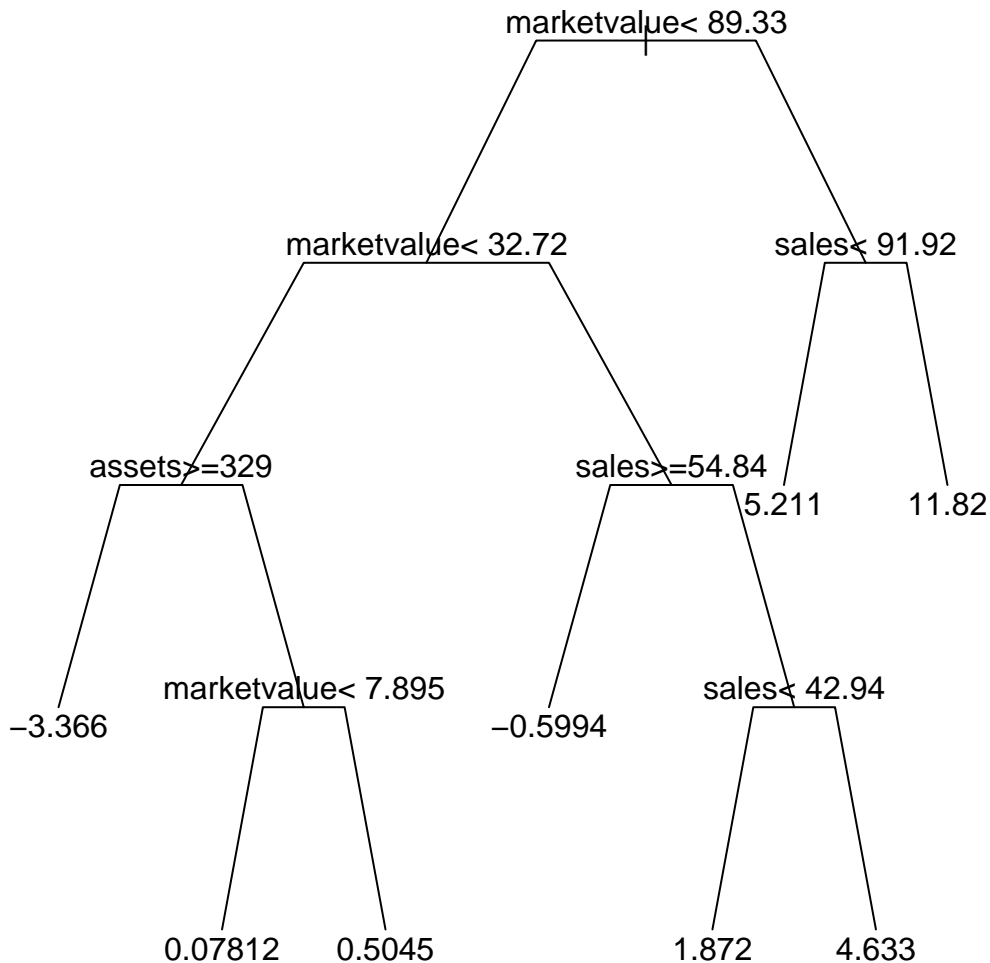 marketvalue< 89.33
marketvalue< 32.72
sales< 91.92
assets>=329
sales>=54.84
5.211
11.82
marketvalue< 7.895
sales< 42.94
−3.366
−0.5994
0.07812
0.5045
1.872
4.633